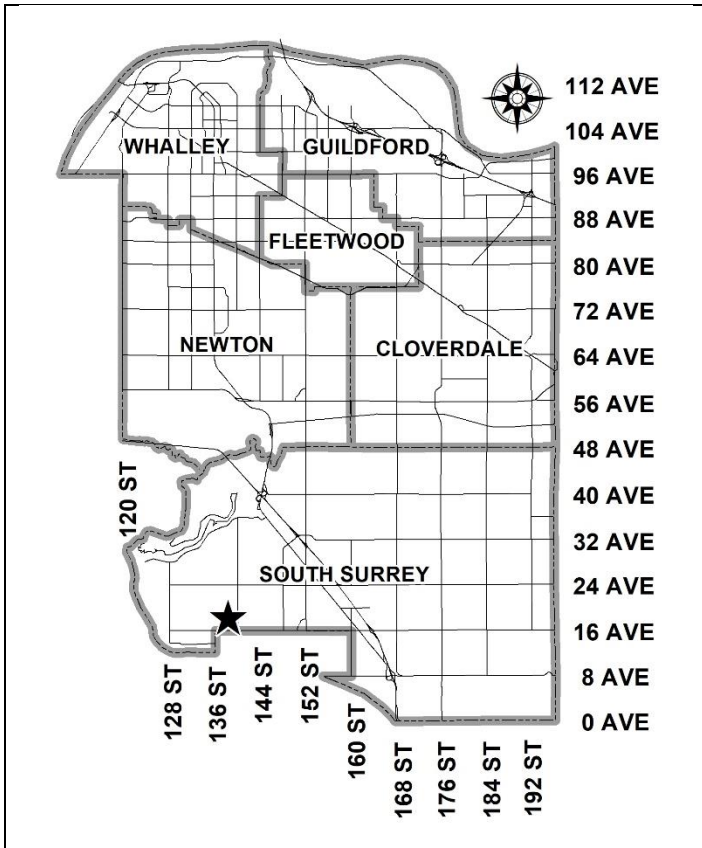 112 AVE
104 AVE
WHALLEY
GUILDFORD
96 AVE
88 AVE
FLEETWOOD
80 AVE
72 AVE
NEWTON
CLOVERDALE
64 AVE
56 AVE
48 AVE
120 ST
40 AVE
32 AVE
SOUTH SURREY
24 AVE
16 AVE
128 ST
136 ST
144 ST
152 ST
160 ST
8 AVE
0 AVE
168 ST
176 ST
184 ST
192 ST